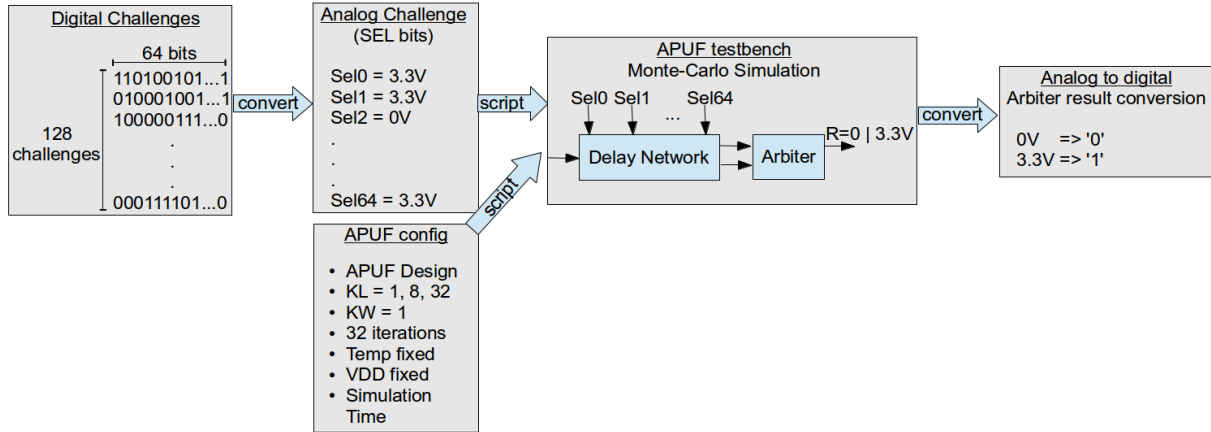 Digital Challenges
64 bits
110100101...1
010001001...1
100000111...0
.
.
.
000111101...0
128
challenges
convert
Analog Challenge
(SEL bits)
Sel0 = 3.3V
Sel1 = 3.3V
Sel2 = 0V
.
.
.
Sel64 = 3.3V
script
APUF config
• APUF Design
• KL = 1, 8, 32
• KW = 1
• 32 iterations
• Temp fixed
• VDD fixed
• Simulation
Time
script
APUF testbench
Monte-Carlo Simulation
Sel0 Sel1 ... Sel64
Delay Network
Arbiter
R=0 | 3.3V
convert
Analog to digital
Arbiter result conversion
0V => '0'
3.3V => '1'